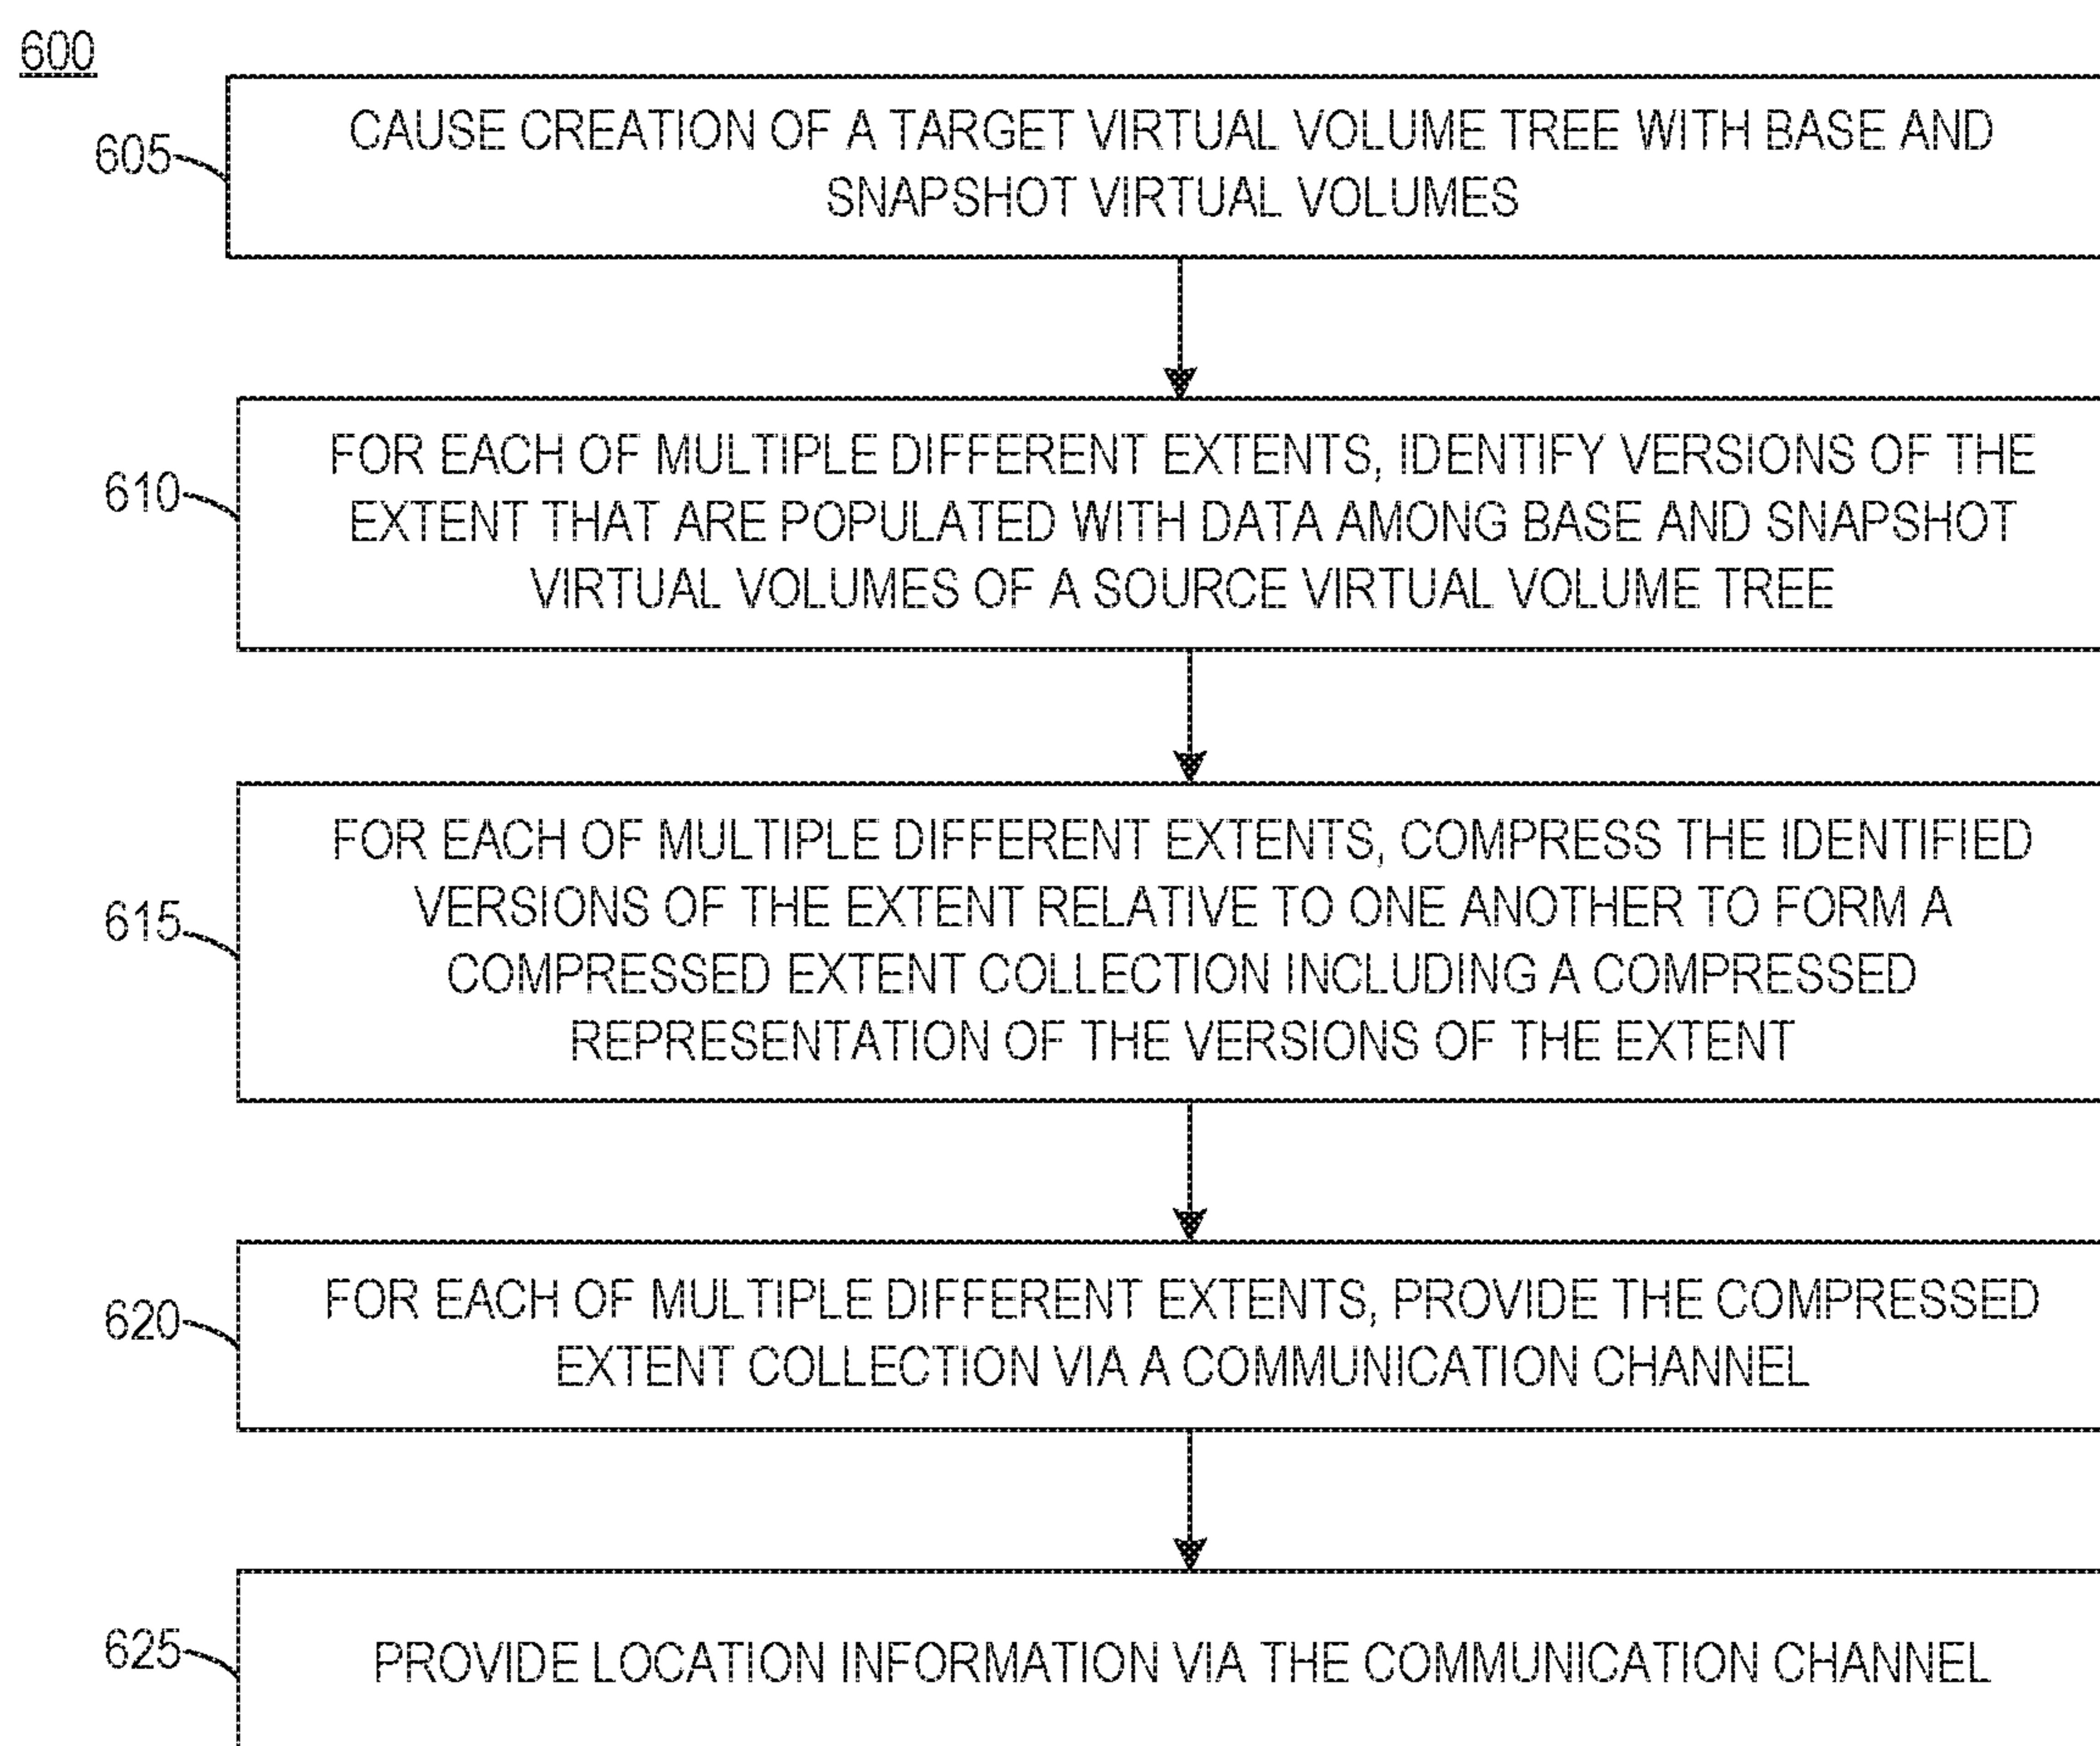 600
605
CAUSE CREATION OF A TARGET VIRTUAL VOLUME TREE WITH BASE AND
SNAPSHOT VIRTUAL VOLUMES
610
FOR EACH OF MULTIPLE DIFFERENT EXTENTS, IDENTIFY VERSIONS OF THE
EXTENT THAT ARE POPULATED WITH DATA AMONG BASE AND SNAPSHOT
VIRTUAL VOLUMES OF A SOURCE VIRTUAL VOLUME TREE
615
FOR EACH OF MULTIPLE DIFFERENT EXTENTS, COMPRESS THE IDENTIFIED
VERSIONS OF THE EXTENT RELATIVE TO ONE ANOTHER TO FORM A
COMPRESSED EXTENT COLLECTION INCLUDING A COMPRESSED
REPRESENTATION OF THE VERSIONS OF THE EXTENT
620
FOR EACH OF MULTIPLE DIFFERENT EXTENTS, PROVIDE THE COMPRESSED
EXTENT COLLECTION VIA A COMMUNICATION CHANNEL
625
PROVIDE LOCATION INFORMATION VIA THE COMMUNICATION CHANNEL